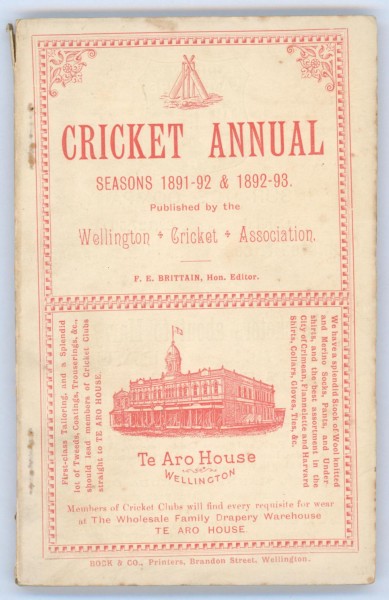 CRICKET ANNUAL
SEASONS 1891-92 & 1892-93.
Published by the
Wellington + Cricket + Association.
F. E. BRITTAIN, Hon. Editor.
First-class Tailoring, and a Splendid
lot of Tweeds, Coatings, Trouserings, &c.,
should lead members of Cricket Clubs
straight to TE ARO HOUSE.
We have a splendid Stock of Wool knitted
and Merino Socks, Pants, and Under-
shirts, and the best assortment in the
City of Crimean, Flannelette and Harvard
Shirts, Collars, Gloves, Ties, &c.
Te Aro House
WELLINGTON
Members of Cricket Clubs will find every requisite for wear
at The Wholesale Family Drapery Warehouse
TE ARO HOUSE.
BOCK & CO., Printers, Brandon Street, Wellington.